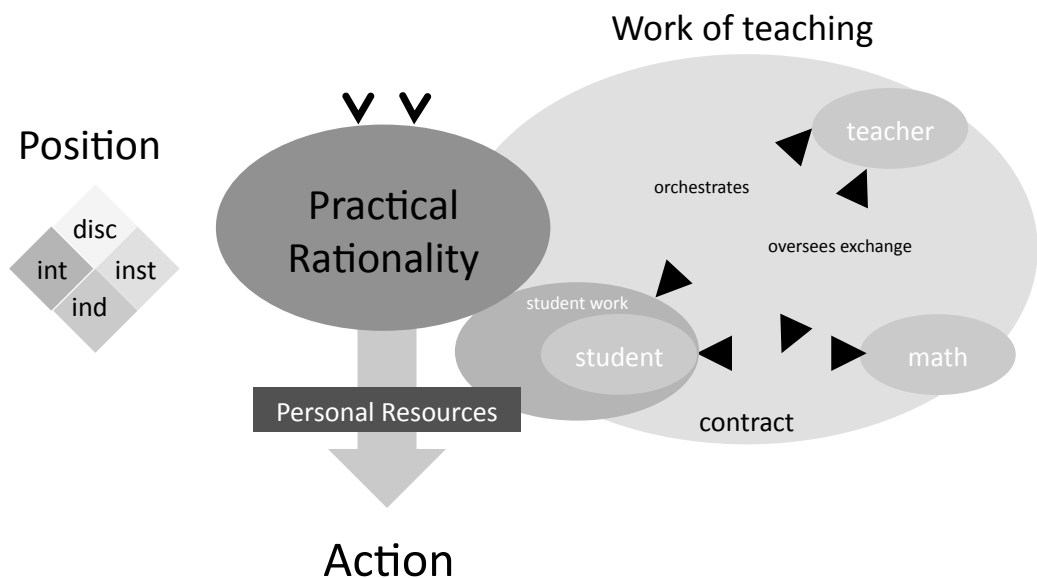 Work of teaching
teacher
Position
orchestrates
Practical
Rationality
disc
oversees exchange
int
inst
ind
student work
student
math
Personal Resources
contract
Action